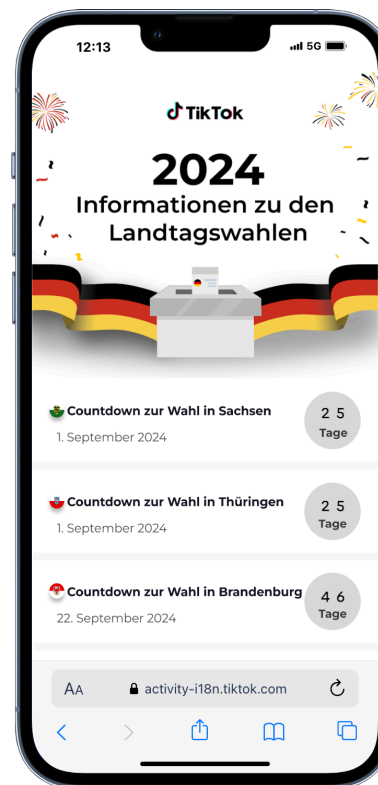 12:13
5G
TikTok
2024
Informationen zu den
Landtagswahlen
Countdown zur Wahl in Sachsen
1. September 2024
2 5
Tage
Countdown zur Wahl in Thüringen
1. September 2024
2 5
Tage
Countdown zur Wahl in Brandenburg
22. September 2024
4 6
Tage
AA
activity-i18n.tiktok.com